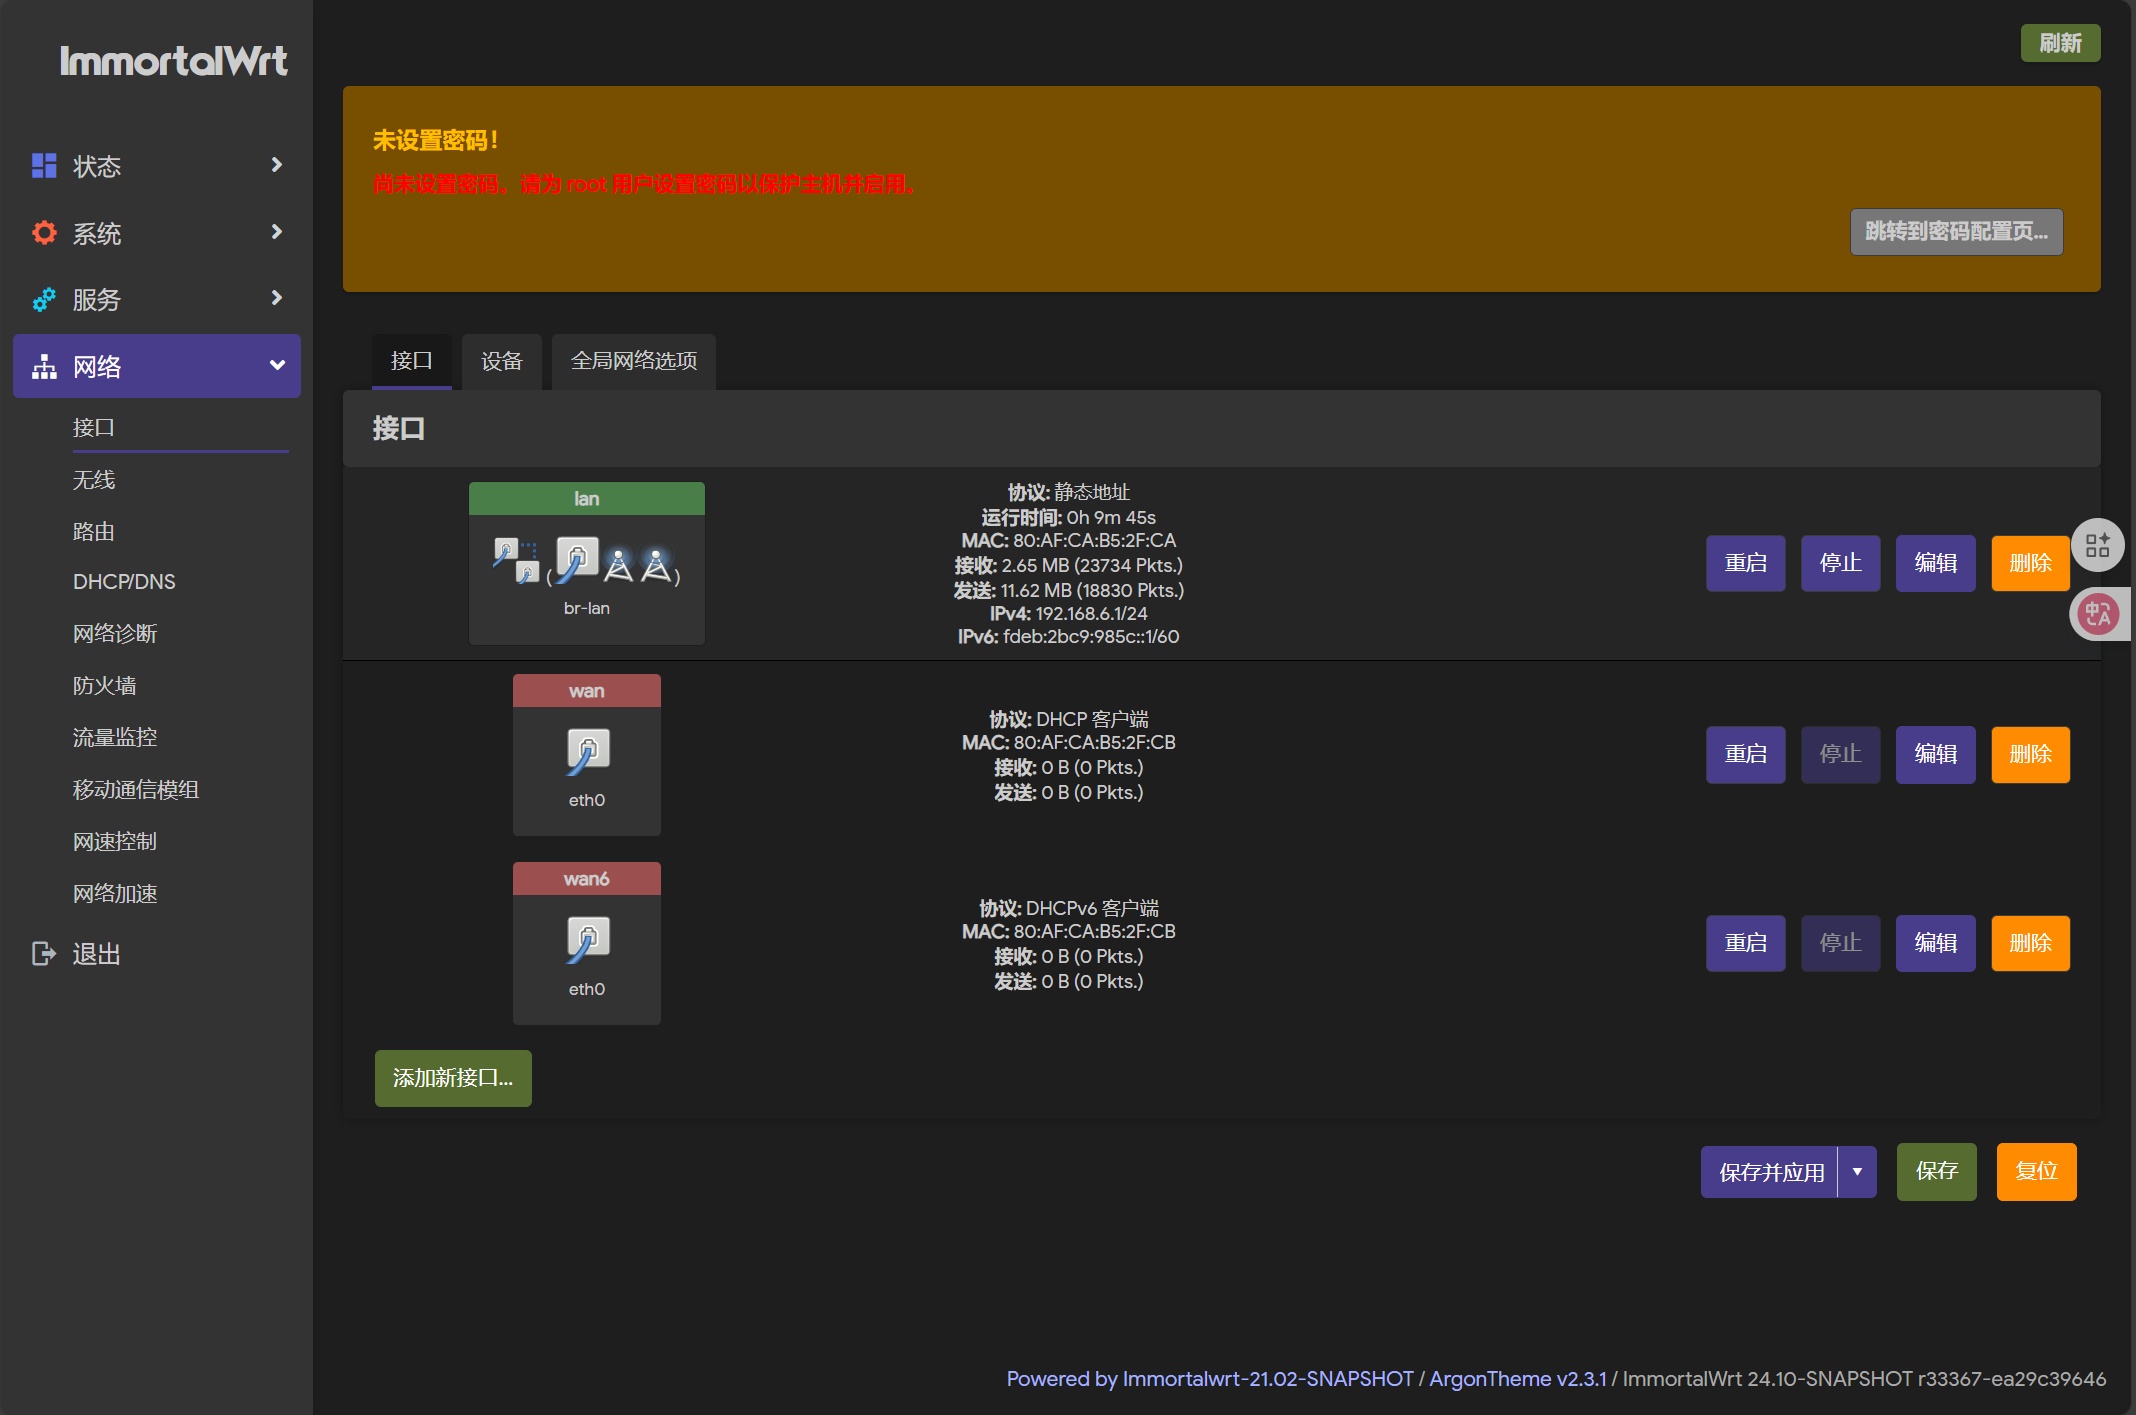 ImmortalWrt
刷新
未设置密码！
尚未设置密码。请为 root 用户设置密码以保护主机并启用。
跳转到密码配置页...
状态
系统
服务
网络
接口
无线
路由
DHCP/DNS
网络诊断
防火墙
流量监控
移动通信模组
网速控制
网络加速
退出
接口
设备
全局网络选项
接口
lan
br-lan
协议: 静态地址
运行时间: 0h 9m 45s
MAC: 80:AF:CA:B5:2F:CA
接收: 2.65 MB (23734 Pkts.)
发送: 11.62 MB (18830 Pkts.)
IPv4: 192.168.6.1/24
IPv6: fdeb:2bc9:985c::1/60
重启
停止
编辑
删除
wan
eth0
协议: DHCP 客户端
MAC: 80:AF:CA:B5:2F:CB
接收: 0 B (0 Pkts.)
发送: 0 B (0 Pkts.)
重启
停止
编辑
删除
wan6
eth0
协议: DHCPv6 客户端
MAC: 80:AF:CA:B5:2F:CB
接收: 0 B (0 Pkts.)
发送: 0 B (0 Pkts.)
重启
停止
编辑
删除
添加新接口...
保存并应用
保存
复位
Powered by Immortalwrt-21.02-SNAPSHOT / ArgonTheme v2.3.1 / ImmortalWrt 24.10-SNAPSHOT r33367-ea29c39646